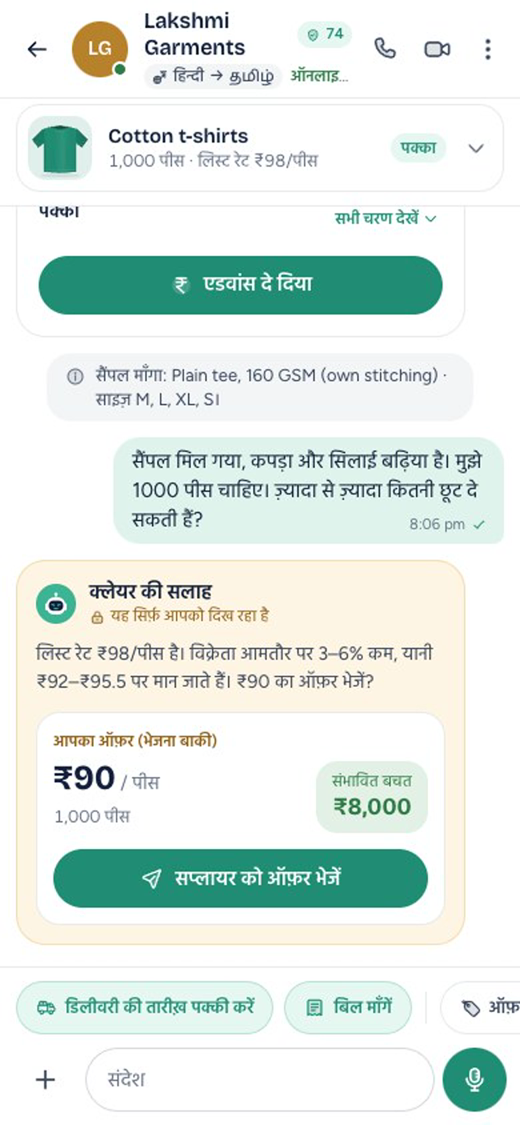 Lakshmi
Garments
74
LG
हिन्दी → தமிழ்
ऑनलाइ...
Cotton t-shirts
1,000 पीस · लिस्ट रेट ₹98/पीस
पक्का
पक्का
सभी चरण देखें
₹ एडवांस दे दिया
सैंपल माँगा: Plain tee, 160 GSM (own stitching) ·
साइज़ M, L, XL, S।
सैंपल मिल गया, कपड़ा और सिलाई बढ़िया है। मुझे
1000 पीस चाहिए। ज़्यादा से ज़्यादा कितनी छूट दे
सकती हैं?
8:06 pm
क्लेयर की सलाह
यह सिर्फ़ आपको दिख रहा है
लिस्ट रेट ₹98/पीस है। विक्रेता आमतौर पर 3–6% कम, यानी
₹92–₹95.5 पर मान जाते हैं। ₹90 का ऑफ़र भेजें?
आपका ऑफ़र (भेजना बाकी)
₹90 / पीस
1,000 पीस
संभावित बचत
₹8,000
सप्लायर को ऑफ़र भेजें
डिलीवरी की तारीख़ पक्की करें
बिल माँगें
संदेश